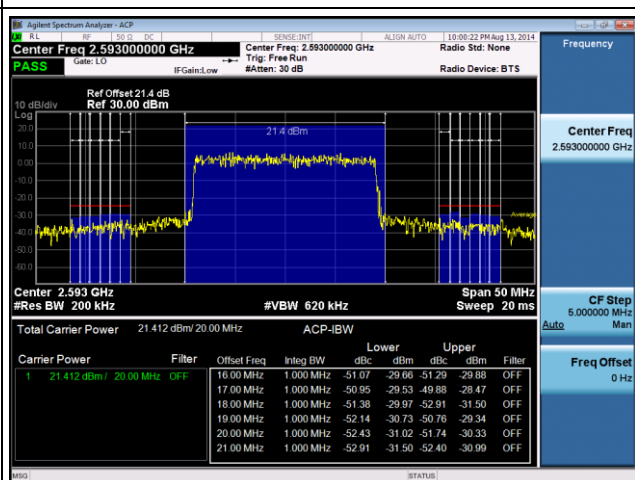 Agilent Spectrum Analyzer - ACP
RL RF 50 Ω DC SENSE:INT ALIGN AUTO 10:00:22 PM Aug 13, 2014
Center Freq 2.593000000 GHz Center Freq: 2.593000000 GHz Radio Std: None
Trig: Free Run
PASS Gate: LO IFGain:Low #Atten: 30 dB Radio Device: BTS
Frequency
Ref Offset 21.4 dB
10 dB/div Ref 30.00 dBm
Log
20.0
10.0
0.00
-10.0
-20.0
-30.0
-40.0
-50.0
-60.0
21.4 dBm
Average
Center Freq
2.593000000 GHz
Center 2.593 GHz Span 50 MHz
#Res BW 200 kHz #VBW 620 kHz Sweep 20 ms
CF Step
5.000000 MHz
Auto Man
Freq Offset
0 Hz
Total Carrier Power 21.412 dBm/ 20.00 MHz ACP-IBW
Lower Upper
Carrier Power Filter Offset Freq Integ BW dBc dBm dBc dBm Filter
1 21.412 dBm / 20.00 MHz OFF 16.00 MHz 1.000 MHz -51.07 -29.66 -51.29 -29.88 OFF
17.00 MHz 1.000 MHz -50.95 -29.53 -49.88 -28.47 OFF
18.00 MHz 1.000 MHz -51.38 -29.97 -52.91 -31.50 OFF
19.00 MHz 1.000 MHz -52.14 -30.73 -50.76 -29.34 OFF
20.00 MHz 1.000 MHz -52.43 -31.02 -51.74 -30.33 OFF
21.00 MHz 1.000 MHz -52.91 -31.50 -52.40 -30.99 OFF
MSG STATUS